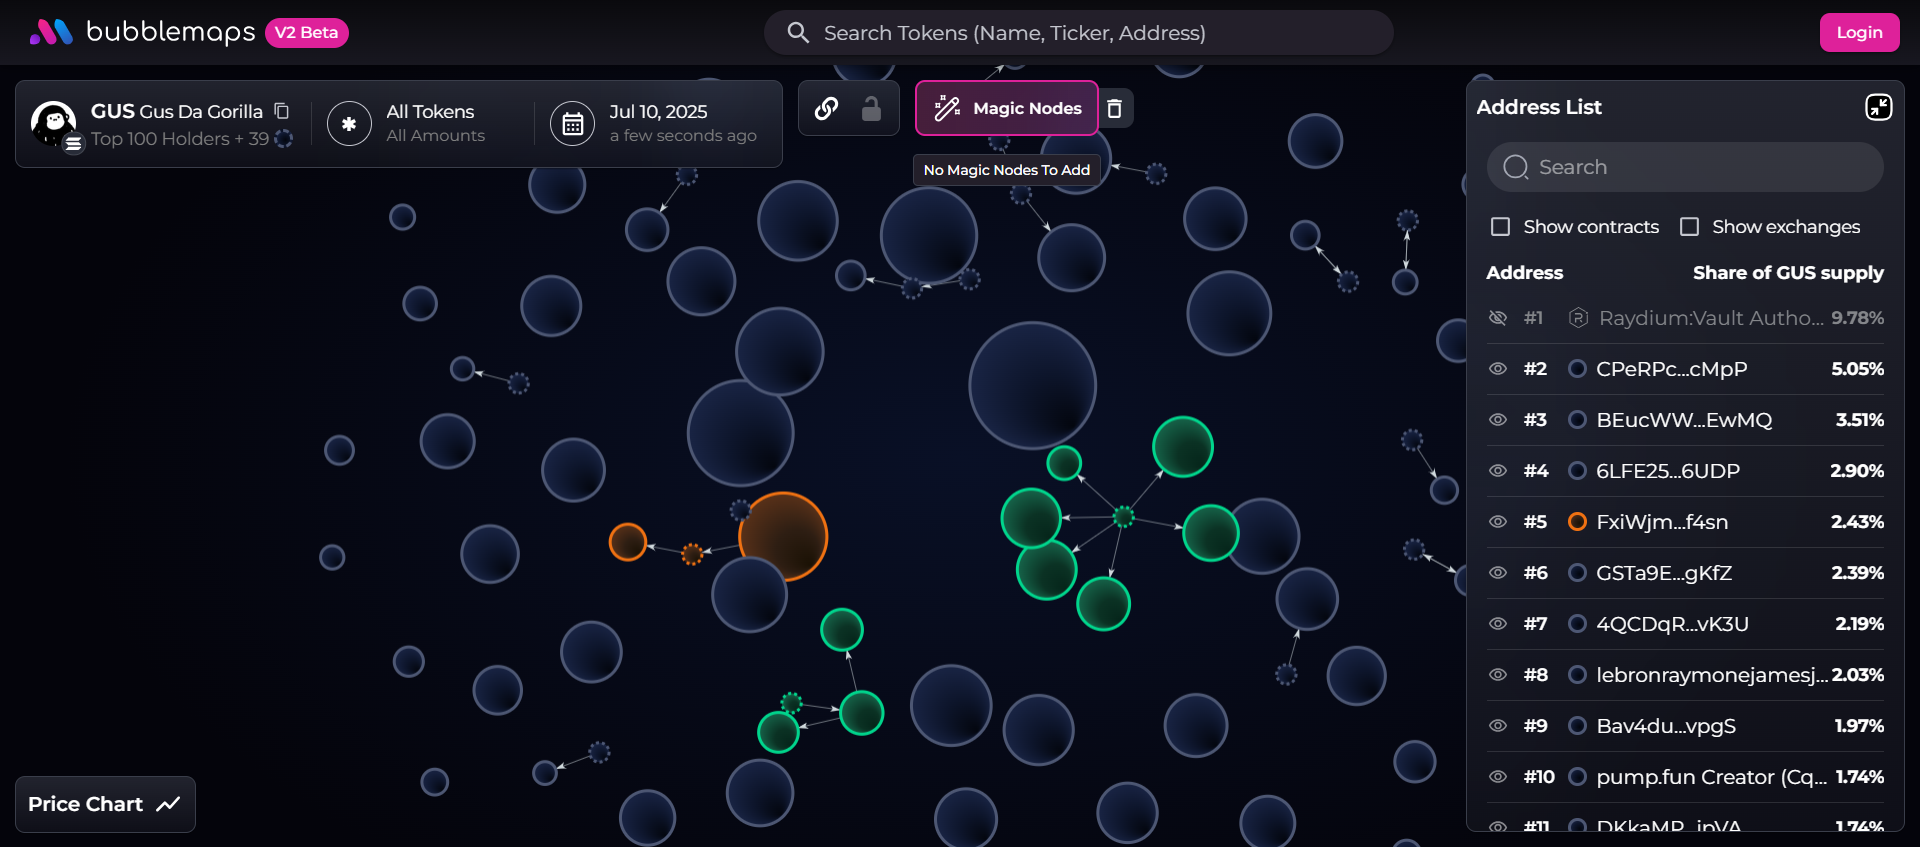 bubblemaps V2 Beta
Search Tokens (Name, Ticker, Address)
Login
GUS Gus Da Gorilla
Top 100 Holders + 39
All Tokens
All Amounts
Jul 10, 2025
a few seconds ago
Magic Nodes
No Magic Nodes To Add
Address List
Search
Show contracts Show exchanges
Address Share of GUS supply
#1 Raydium:Vault Autho... 9.78%
#2 CPeRPc...cMpP 5.05%
#3 BEucWW...EwMQ 3.51%
#4 6LFE25...6UDP 2.90%
#5 FxiWjm...f4sn 2.43%
#6 GSTa9E...gKfZ 2.39%
#7 4QCDqR...vK3U 2.19%
#8 lebronraymonejamesj... 2.03%
#9 Bav4du...vpgS 1.97%
#10 pump.fun Creator (Cq... 1.74%
#11 1.74%
Price Chart